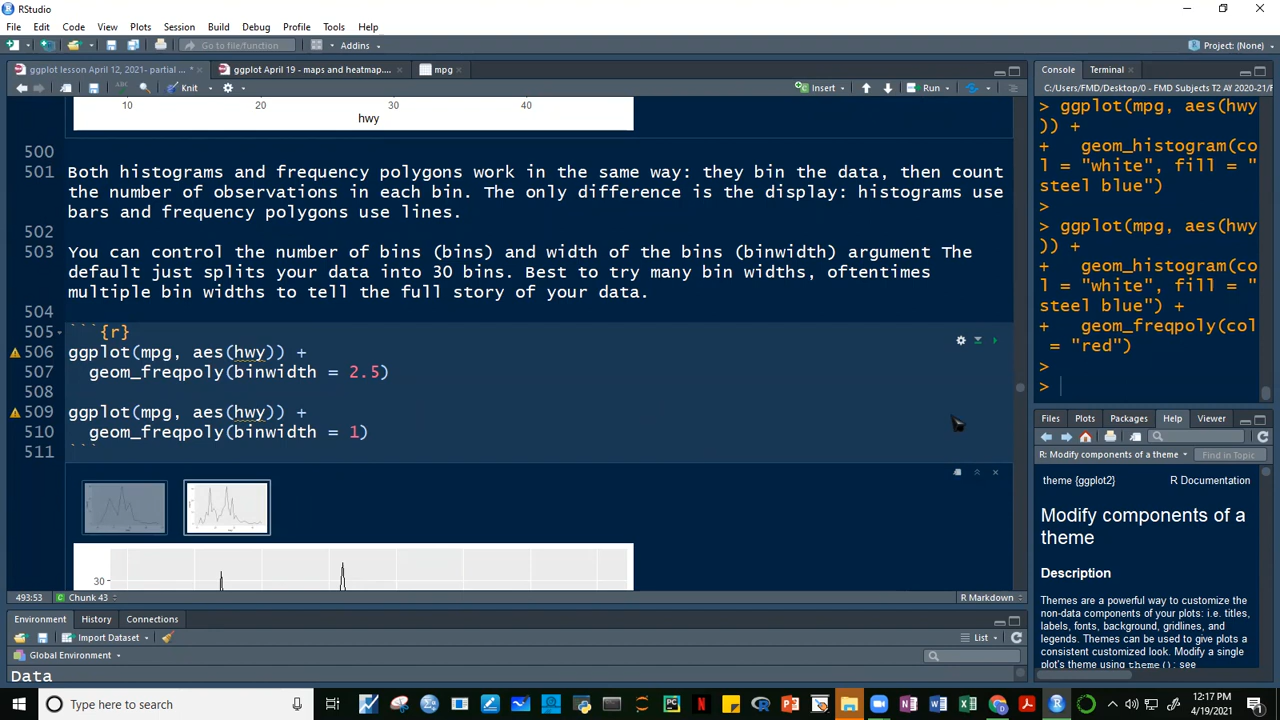 RStudio
File Edit Code View Plots Session Build Debug Profile Tools Help
Go to file/function Addins Project: (None)
ggplot lesson April 12, 2021- partial ... * ggplot April 19 - maps and heatmap.... mpg
Knit Insert Run
10 20 30 40
hwy
500
501 Both histograms and frequency polygons work in the same way: they bin the data, then count
the number of observations in each bin. The only difference is the display: histograms use
bars and frequency polygons use lines.
502
503 You can control the number of bins (bins) and width of the bins (binwidth) argument The
default just splits your data into 30 bins. Best to try many bin widths, oftentimes
multiple bin widths to tell the full story of your data.
504
505 ```{r}
506 ggplot(mpg, aes(hwy)) +
507 geom_freqpoly(binwidth = 2.5)
508
509 ggplot(mpg, aes(hwy)) +
510 geom_freqpoly(binwidth = 1)
511 ```
30
493:53 Chunk 43 R Markdown
Environment History Connections
Import Dataset List
Global Environment
Data
Console Terminal
C:/Users/FMD/Desktop/0 - FMD Subjects T2 AY 2020-21/F
> ggplot(mpg, aes(hwy
)) +
+ geom_histogram(co
l = "white", fill = "
steel blue")
>
> ggplot(mpg, aes(hwy
)) +
+ geom_histogram(co
l = "white", fill = "
steel blue") +
+ geom_freqpoly(col
= "red")
>
>
Files Plots Packages Help Viewer
R: Modify components of a theme Find in Topic
theme {ggplot2} R Documentation
Modify components of a
theme
Description
Themes are a powerful way to customize the
non-data components of your plots: i.e. titles,
labels, fonts, background, gridlines, and
legends. Themes can be used to give plots a
consistent customized look. Modify a single
plot's theme using theme(); see
Type here to search
12:17 PM
4/19/2021